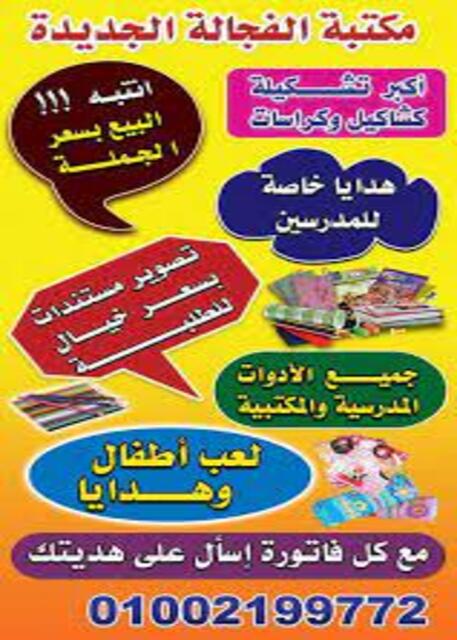 مكتبة الفجالة الجديدة
أكبر تشكيلة
كشاكيل وكراسات
انتبه !!!
البيع بسعر
الجملة
هدايا خاصة
للمدرسين
تصوير مستندات
بسعر خيال
للطلبة
جميع الأدوات
المدرسية والمكتبية
لعب أطفال
وهدايا
مع كل فاتورة إسأل على هديتك
01002199772